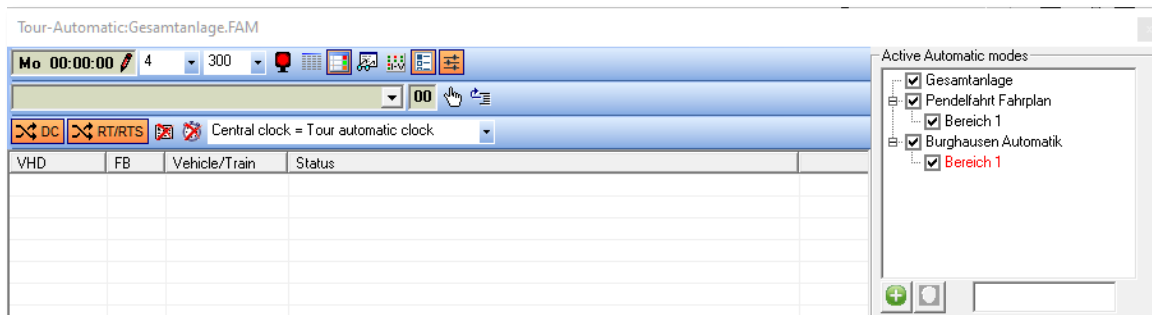 Tour-Automatic:Gesamtanlage.FAM
Mo 00:00:00 4 300
00
DC RT/RTS Central clock = Tour automatic clock
VHD FB Vehicle/Train Status
Active Automatic modes
Gesamtanlage
Pendelfahrt Fahrplan
Bereich 1
Burghausen Automatik
Bereich 1